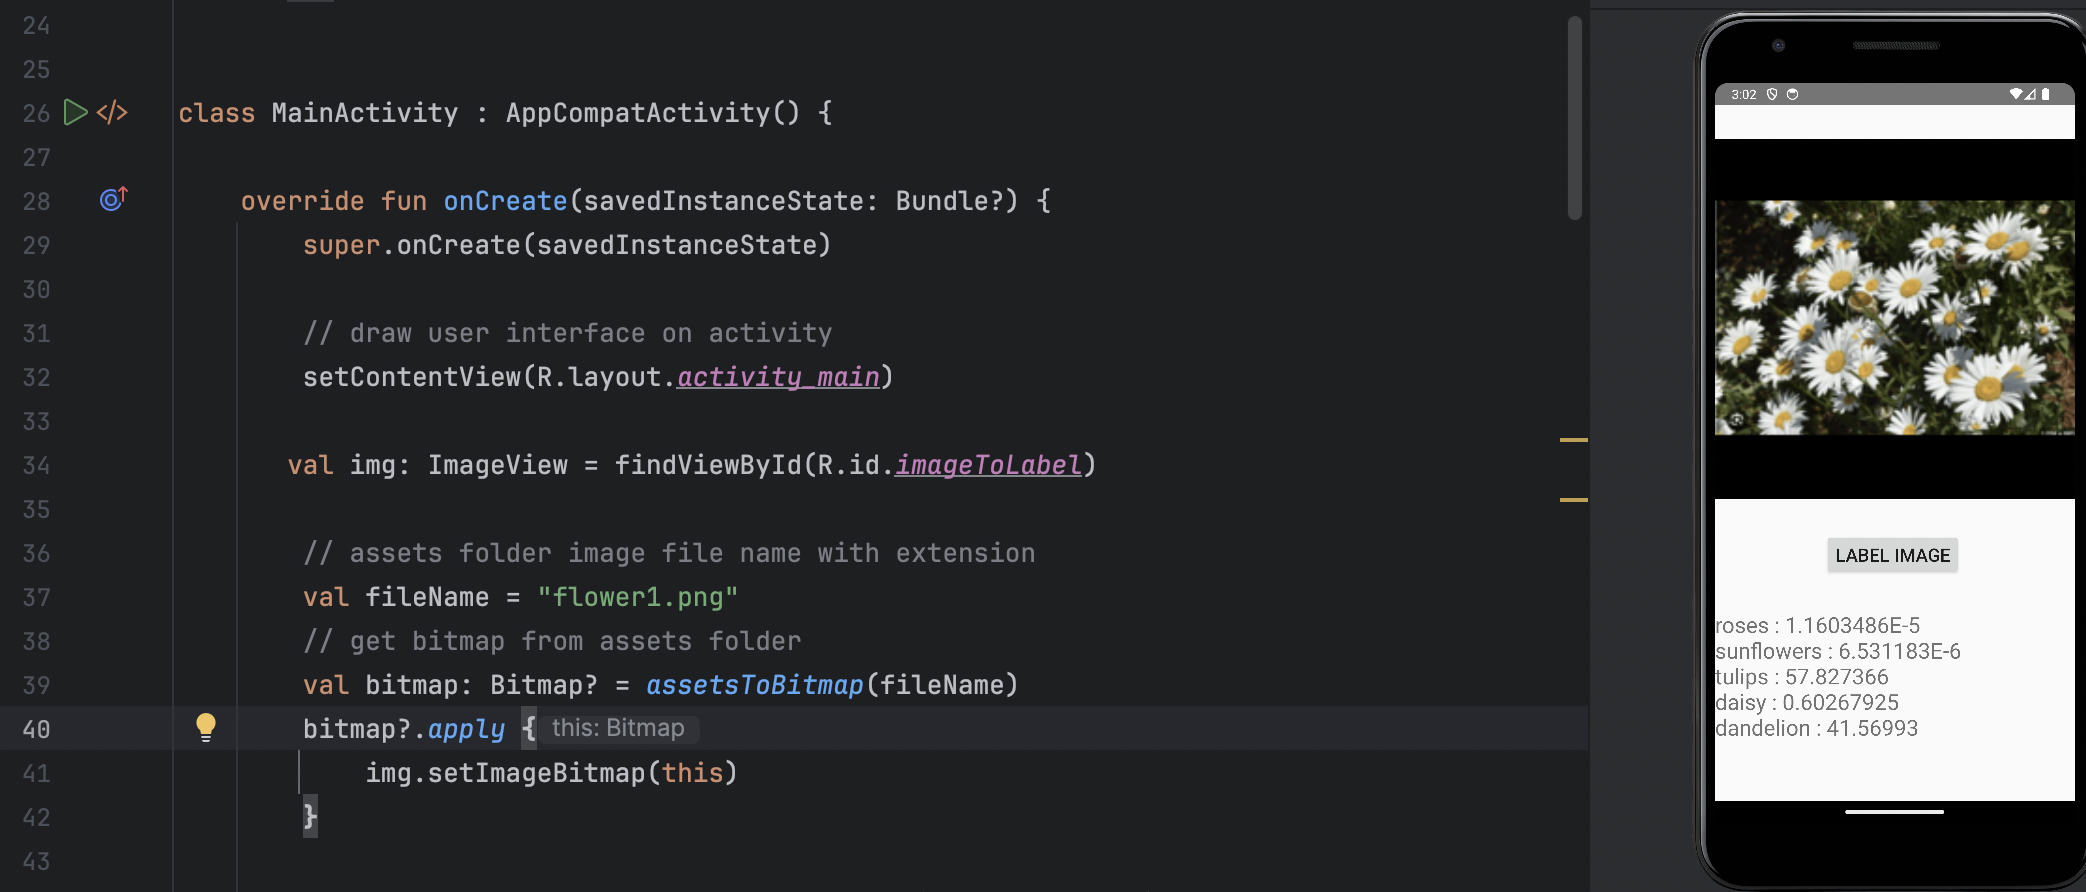 24
25
26 </> class MainActivity : AppCompatActivity() {
27
28 override fun onCreate(savedInstanceState: Bundle?) {
29 super.onCreate(savedInstanceState)
30
31 // draw user interface on activity
32 setContentView(R.layout.activity_main)
33
34 val img: ImageView = findViewById(R.id.imageToLabel)
35
36 // assets folder image file name with extension
37 val fileName = "flower1.png"
38 // get bitmap from assets folder
39 val bitmap: Bitmap? = assetsToBitmap(fileName)
40 bitmap?.apply { this: Bitmap
41 img.setImageBitmap(this)
42 }
43
3:02
LABEL IMAGE
roses : 1.1603486E-5
sunflowers : 6.531183E-6
tulips : 57.827366
daisy : 0.60267925
dandelion : 41.56993